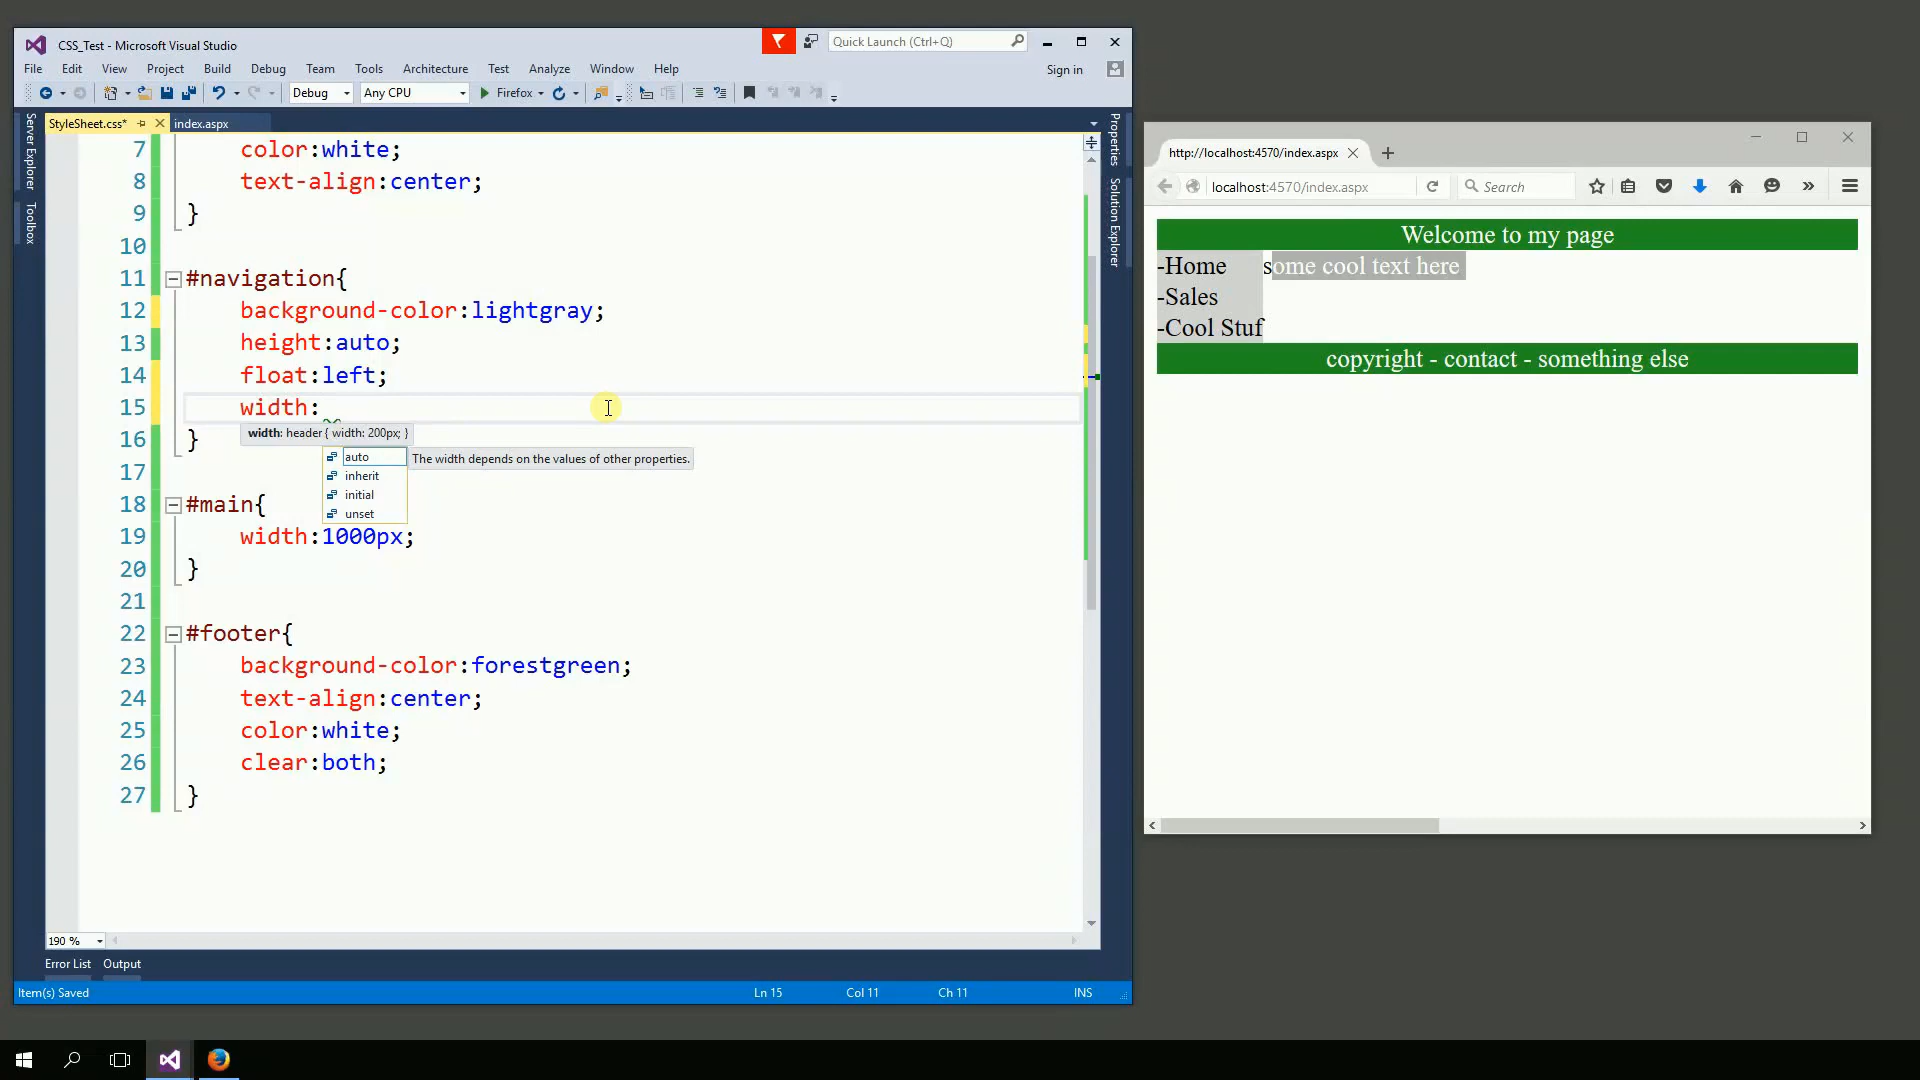 CSS_Test - Microsoft Visual Studio
Quick Launch (Ctrl+Q)
File Edit View Project Build Debug Team Tools Architecture Test Analyze Window Help
Sign in
Debug Any CPU Firefox
StyleSheet.css* index.aspx
Server Explorer
Toolbox
Properties
Solution Explorer
7 color:white;
8 text-align:center;
9 }
10
11 #navigation{
12 background-color:lightgray;
13 height:auto;
14 float:left;
15 width:
width: header { width: 200px; }
16 }
auto The width depends on the values of other properties.
inherit
initial
unset
17
18 #main{
19 width:1000px;
20 }
21
22 #footer{
23 background-color:forestgreen;
24 text-align:center;
25 color:white;
26 clear:both;
27 }
190 %
Error List Output
Item(s) Saved Ln 15 Col 11 Ch 11 INS
http://localhost:4570/index.aspx
localhost:4570/index.aspx
Search
Welcome to my page
-Home some cool text here
-Sales
-Cool Stuf
copyright - contact - something else